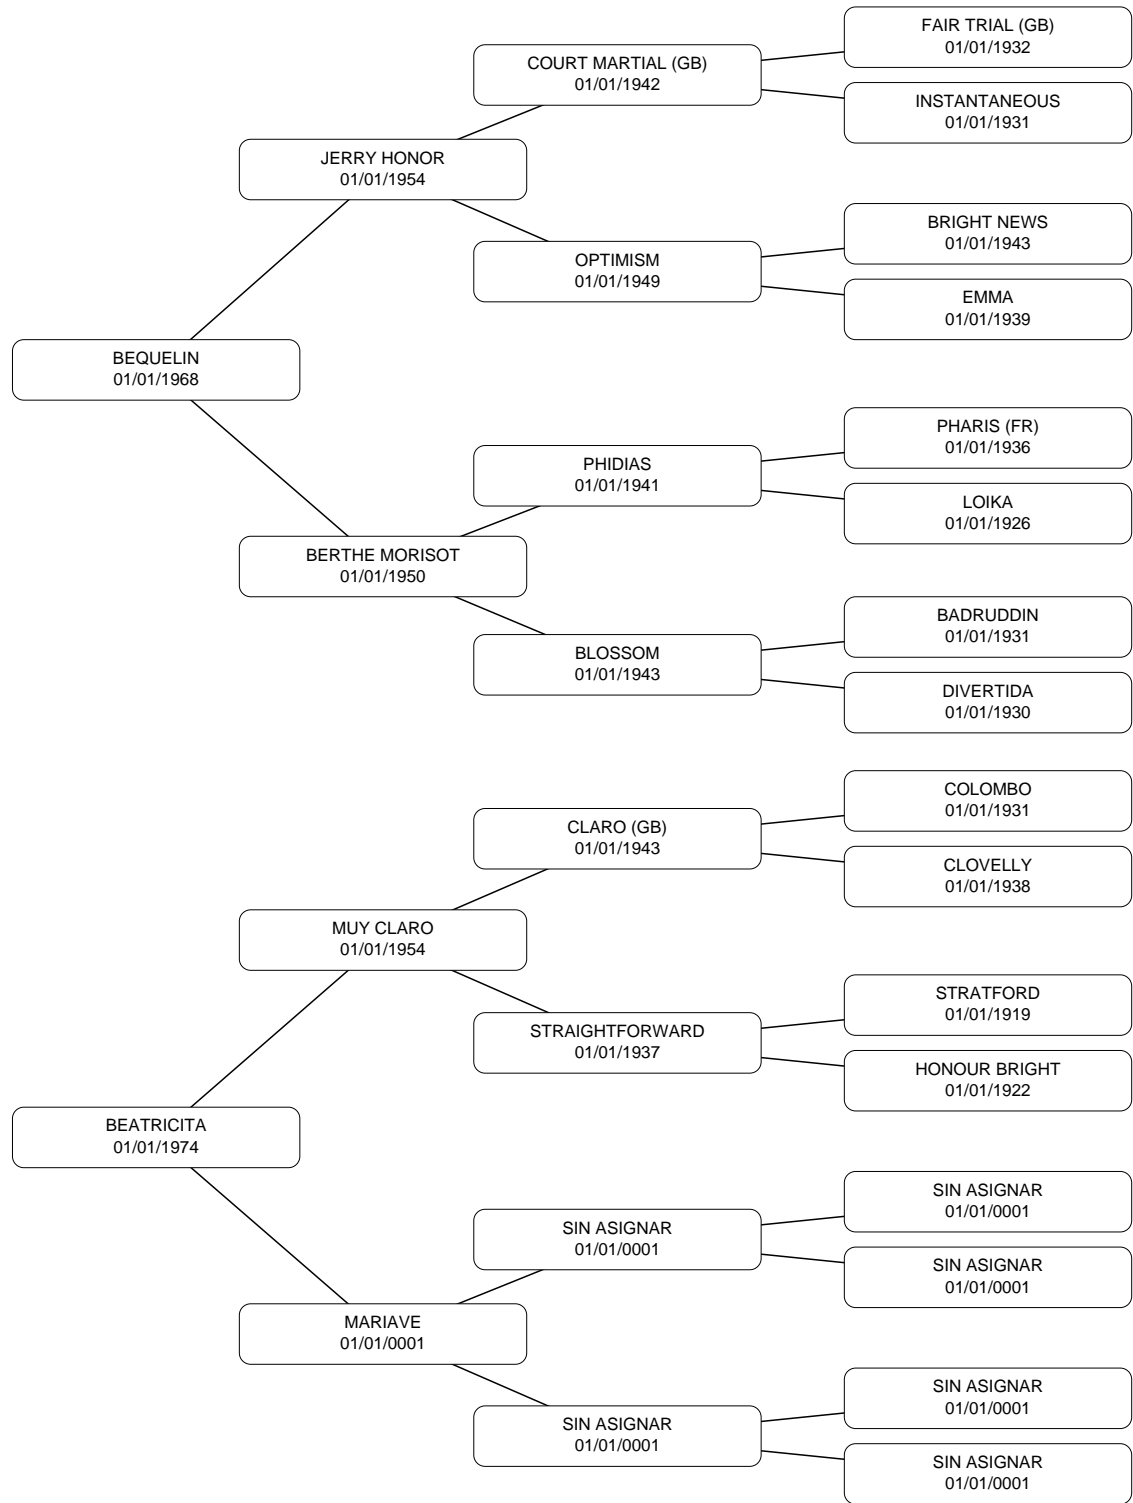 FAIR TRIAL (GB)
01/01/1932
COURT MARTIAL (GB)
01/01/1942
INSTANTANEOUS
01/01/1931
JERRY HONOR
01/01/1954
BRIGHT NEWS
01/01/1943
OPTIMISM
01/01/1949
EMMA
01/01/1939
BEQUELIN
01/01/1968
PHARIS (FR)
01/01/1936
PHIDIAS
01/01/1941
LOIKA
01/01/1926
BERTHE MORISOT
01/01/1950
BADRUDDIN
01/01/1931
BLOSSOM
01/01/1943
DIVERTIDA
01/01/1930
COLOMBO
01/01/1931
CLARO (GB)
01/01/1943
CLOVELLY
01/01/1938
MUY CLARO
01/01/1954
STRATFORD
01/01/1919
STRAIGHTFORWARD
01/01/1937
HONOUR BRIGHT
01/01/1922
BEATRICITA
01/01/1974
SIN ASIGNAR
01/01/0001
SIN ASIGNAR
01/01/0001
SIN ASIGNAR
01/01/0001
MARIAVE
01/01/0001
SIN ASIGNAR
01/01/0001
SIN ASIGNAR
01/01/0001
SIN ASIGNAR
01/01/0001